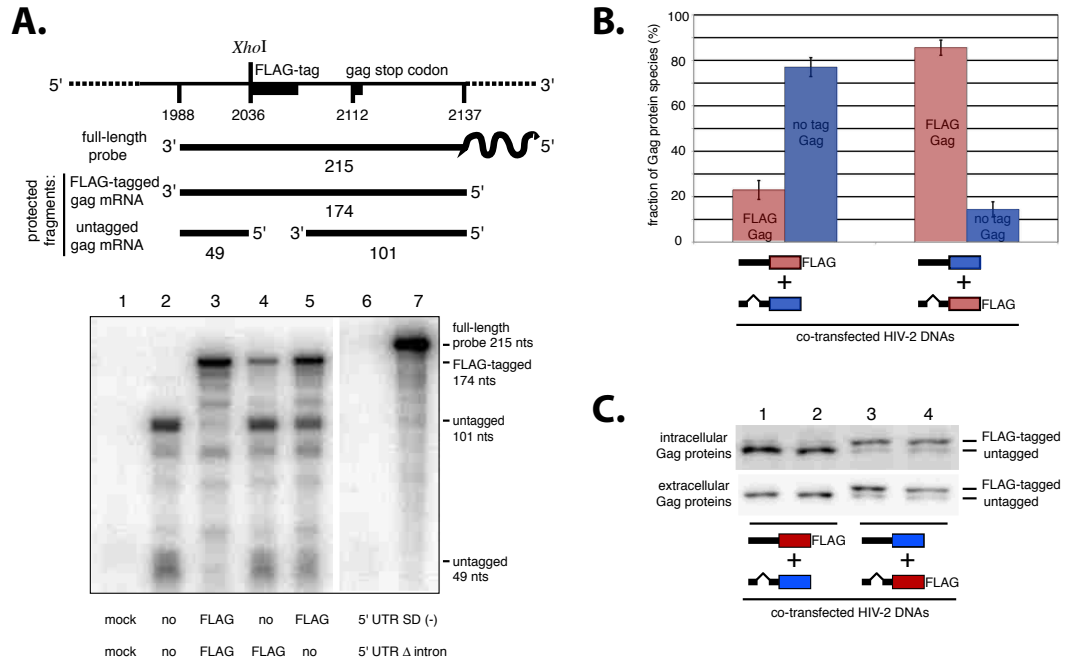 A.
XhoI
FLAG-tag
gag stop codon
5'
3'
1988
2036
2112
2137
full-length
probe
3'
5'
215
protected
fragments:
FLAG-tagged
gag mRNA
3'
5'
174
untagged
gag mRNA
5'
3'
5'
49
101
1 2 3 4 5 6 7
full-length
probe 215 nts
FLAG-tagged
174 nts
untagged
101 nts
untagged
49 nts
mock no FLAG no FLAG 5' UTR SD (-)
mock no FLAG FLAG no 5' UTR Δ intron
B.
fraction of Gag protein species (%)
100
80
60
40
20
0
FLAG
Gag
no tag
Gag
FLAG
Gag
no tag
Gag
FLAG
+
+
FLAG
co-transfected HIV-2 DNAs
C.
1 2 3 4
intracellular
Gag proteins
FLAG-tagged
untagged
extracellular
Gag proteins
FLAG-tagged
untagged
FLAG
+
+
FLAG
co-transfected HIV-2 DNAs